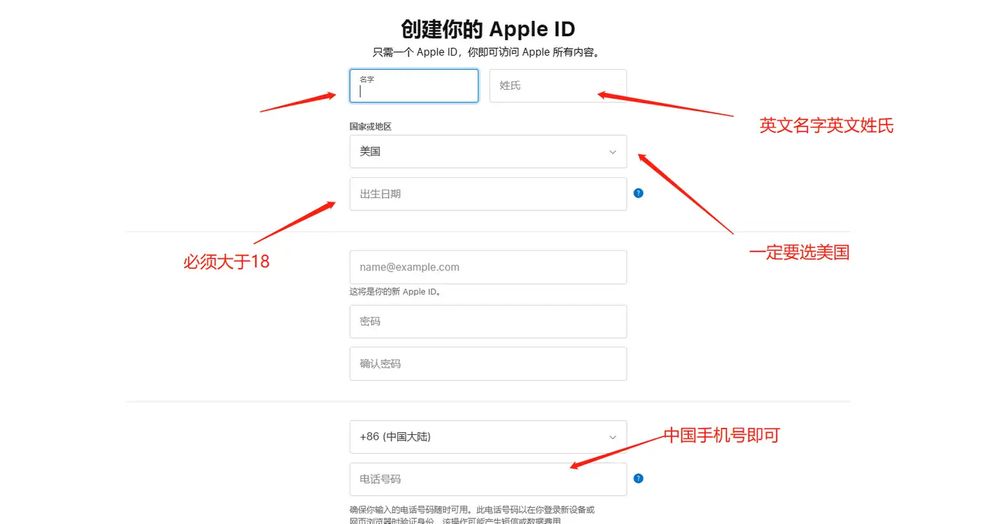 创建你的 Apple ID
只需一个 Apple ID，你即可访问 Apple 所有内容。
名字
姓氏
英文名字英文姓氏
国家或地区
美国
出生日期
?
一定要选美国
必须大于18
name@example.com
这将是你的新 Apple ID。
密码
确认密码
+86 (中国大陆)
中国手机号即可
电话号码
?
确保你输入的电话号码随时可用。此电话号码以在你登录新设备或
网页浏览器时验证身份。该操作可能产生短信或数据费用